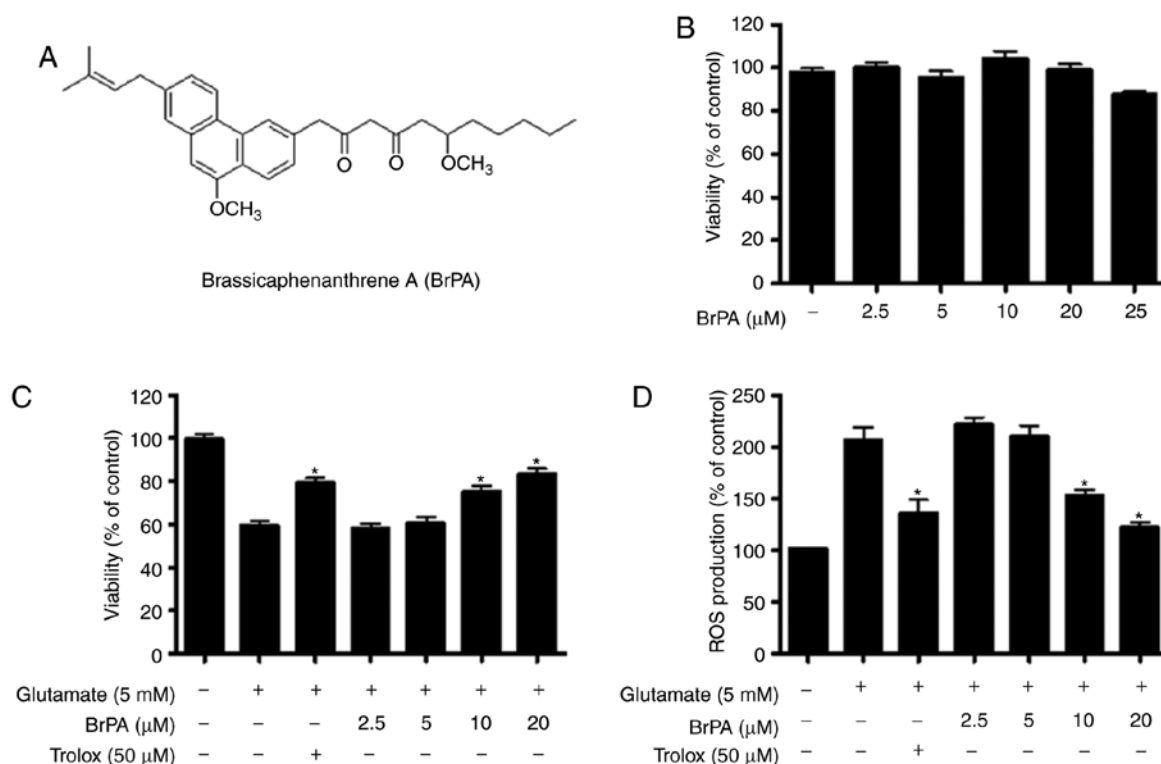 A
O
O
OCH3
OCH3
Brassicaphenanthrene A (BrPA)
B
Viability (% of control)
120
100
80
60
40
20
0
BrPA (μM) – 2.5 5 10 20 25
C
Viability (% of control)
120
100
80
60
40
20
0
* * *
Glutamate (5 mM) – + + + + + +
BrPA (μM) – – – 2.5 5 10 20
Trolox (50 μM) – – + – – – –
D
ROS production (% of control)
250
200
150
100
50
0
* * *
Glutamate (5 mM) – + + + + + +
BrPA (μM) – – – 2.5 5 10 20
Trolox (50 μM) – – + – – – –